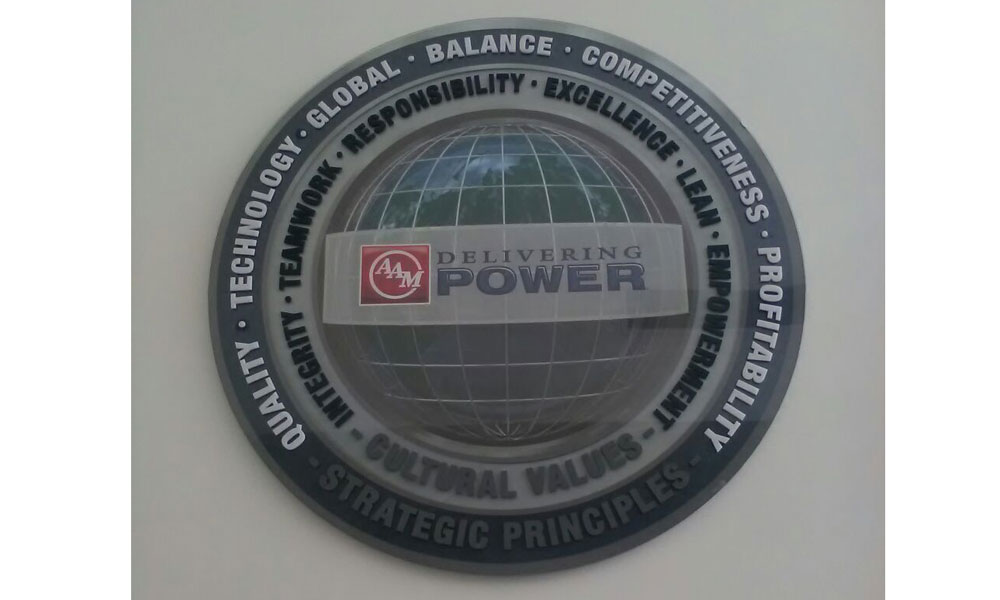 QUALITY · TECHNOLOGY · GLOBAL · BALANCE · COMPETITIVENESS · PROFITABILITY
- STRATEGIC PRINCIPLES -
INTEGRITY · TEAMWORK · RESPONSIBILITY · EXCELLENCE · LEAN · EMPOWERMENT
- CULTURAL VALUES -
AAM
DELIVERING
POWER